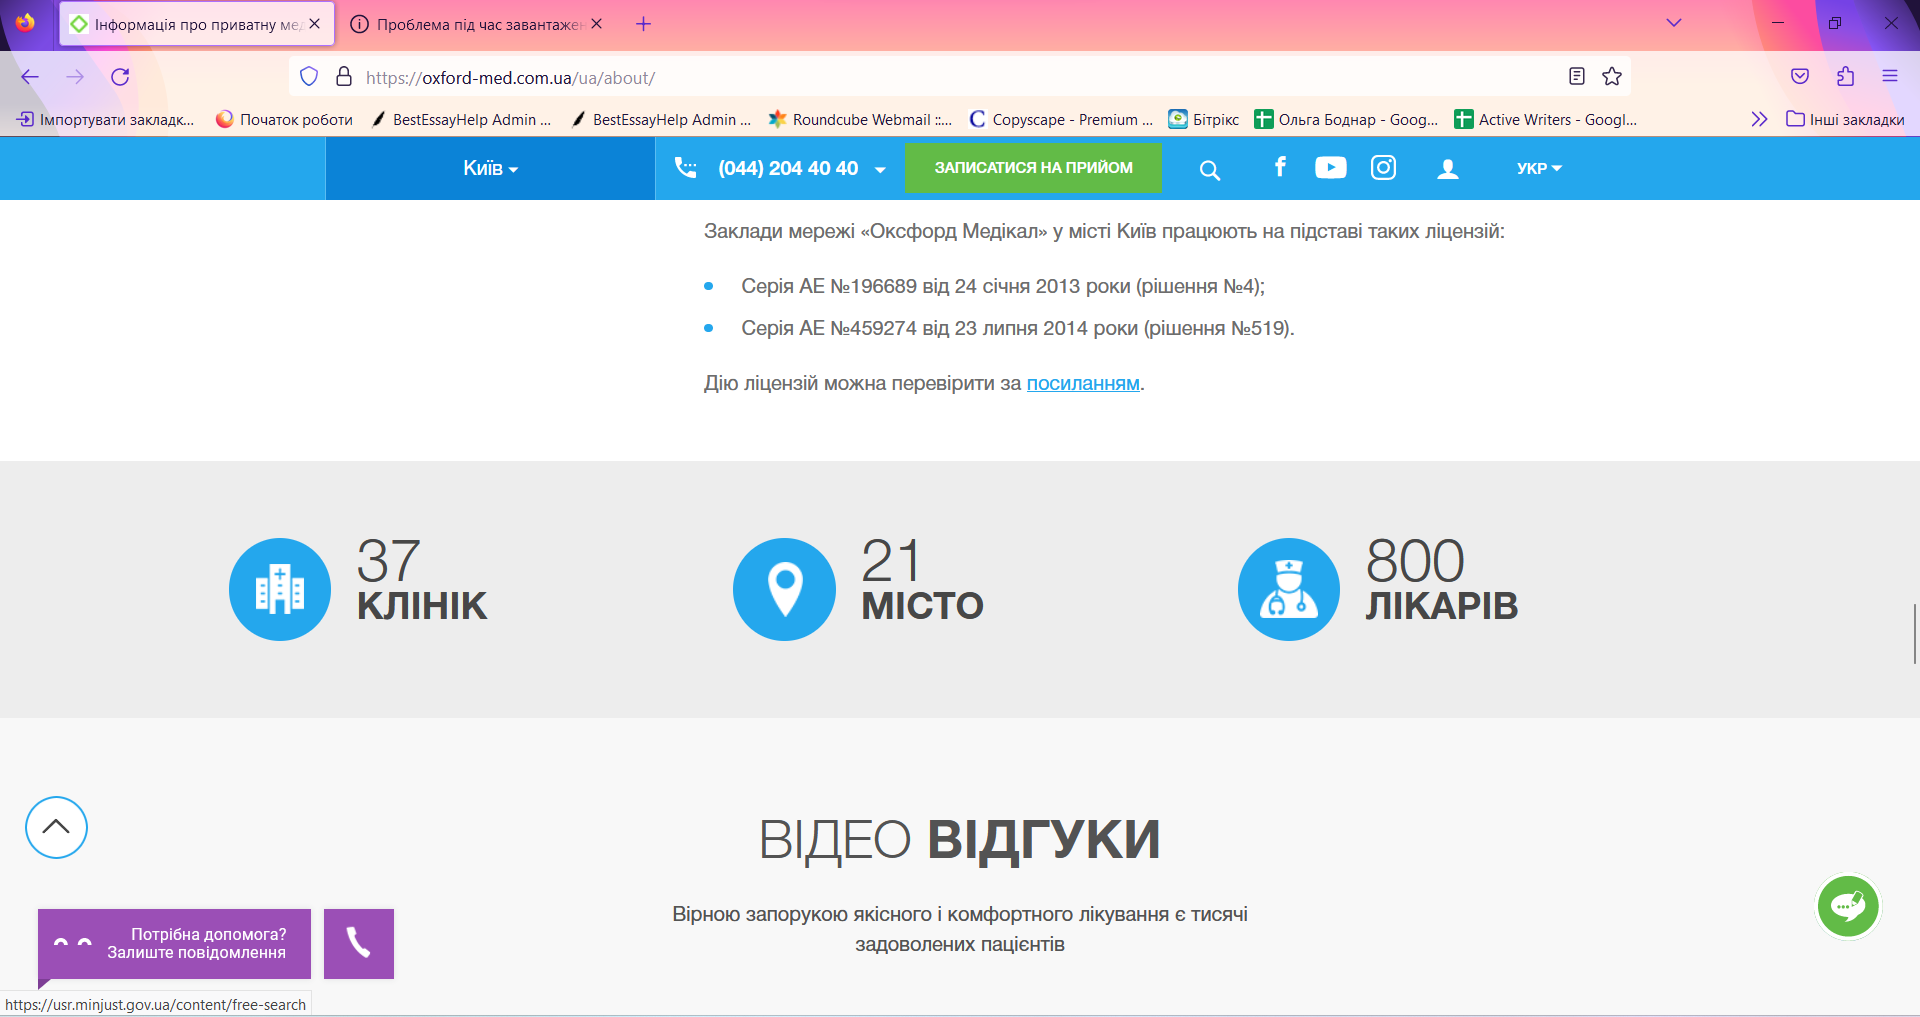 Інформація про приватну мед
Проблема під час завантажен
https://oxford-med.com.ua/ua/about/
Імпортувати закладк...
Початок роботи
BestEssayHelp Admin ...
BestEssayHelp Admin ...
Roundcube Webmail ::...
Copyscape - Premium ...
Бітрікс
Ольга Боднар - Goog...
Active Writers - Googl...
Інші закладки
Київ
(044) 204 40 40
ЗАПИСАТИСЯ НА ПРИЙОМ
УКР
Заклади мережі «Оксфорд Медікал» у місті Київ працюють на підставі таких ліцензій:
Серія АЕ №196689 від 24 січня 2013 роки (рішення №4);
Серія АЕ №459274 від 23 липня 2014 роки (рішення №519).
Дію ліцензій можна перевірити за посиланням.
37
КЛІНІК
21
МІСТО
800
ЛІКАРІВ
ВІДЕО ВІДГУКИ
Вірною запорукою якісного і комфортного лікування є тисячі
задоволених пацієнтів
Потрібна допомога?
Залиште повідомлення
https://usr.minjust.gov.ua/content/free-search